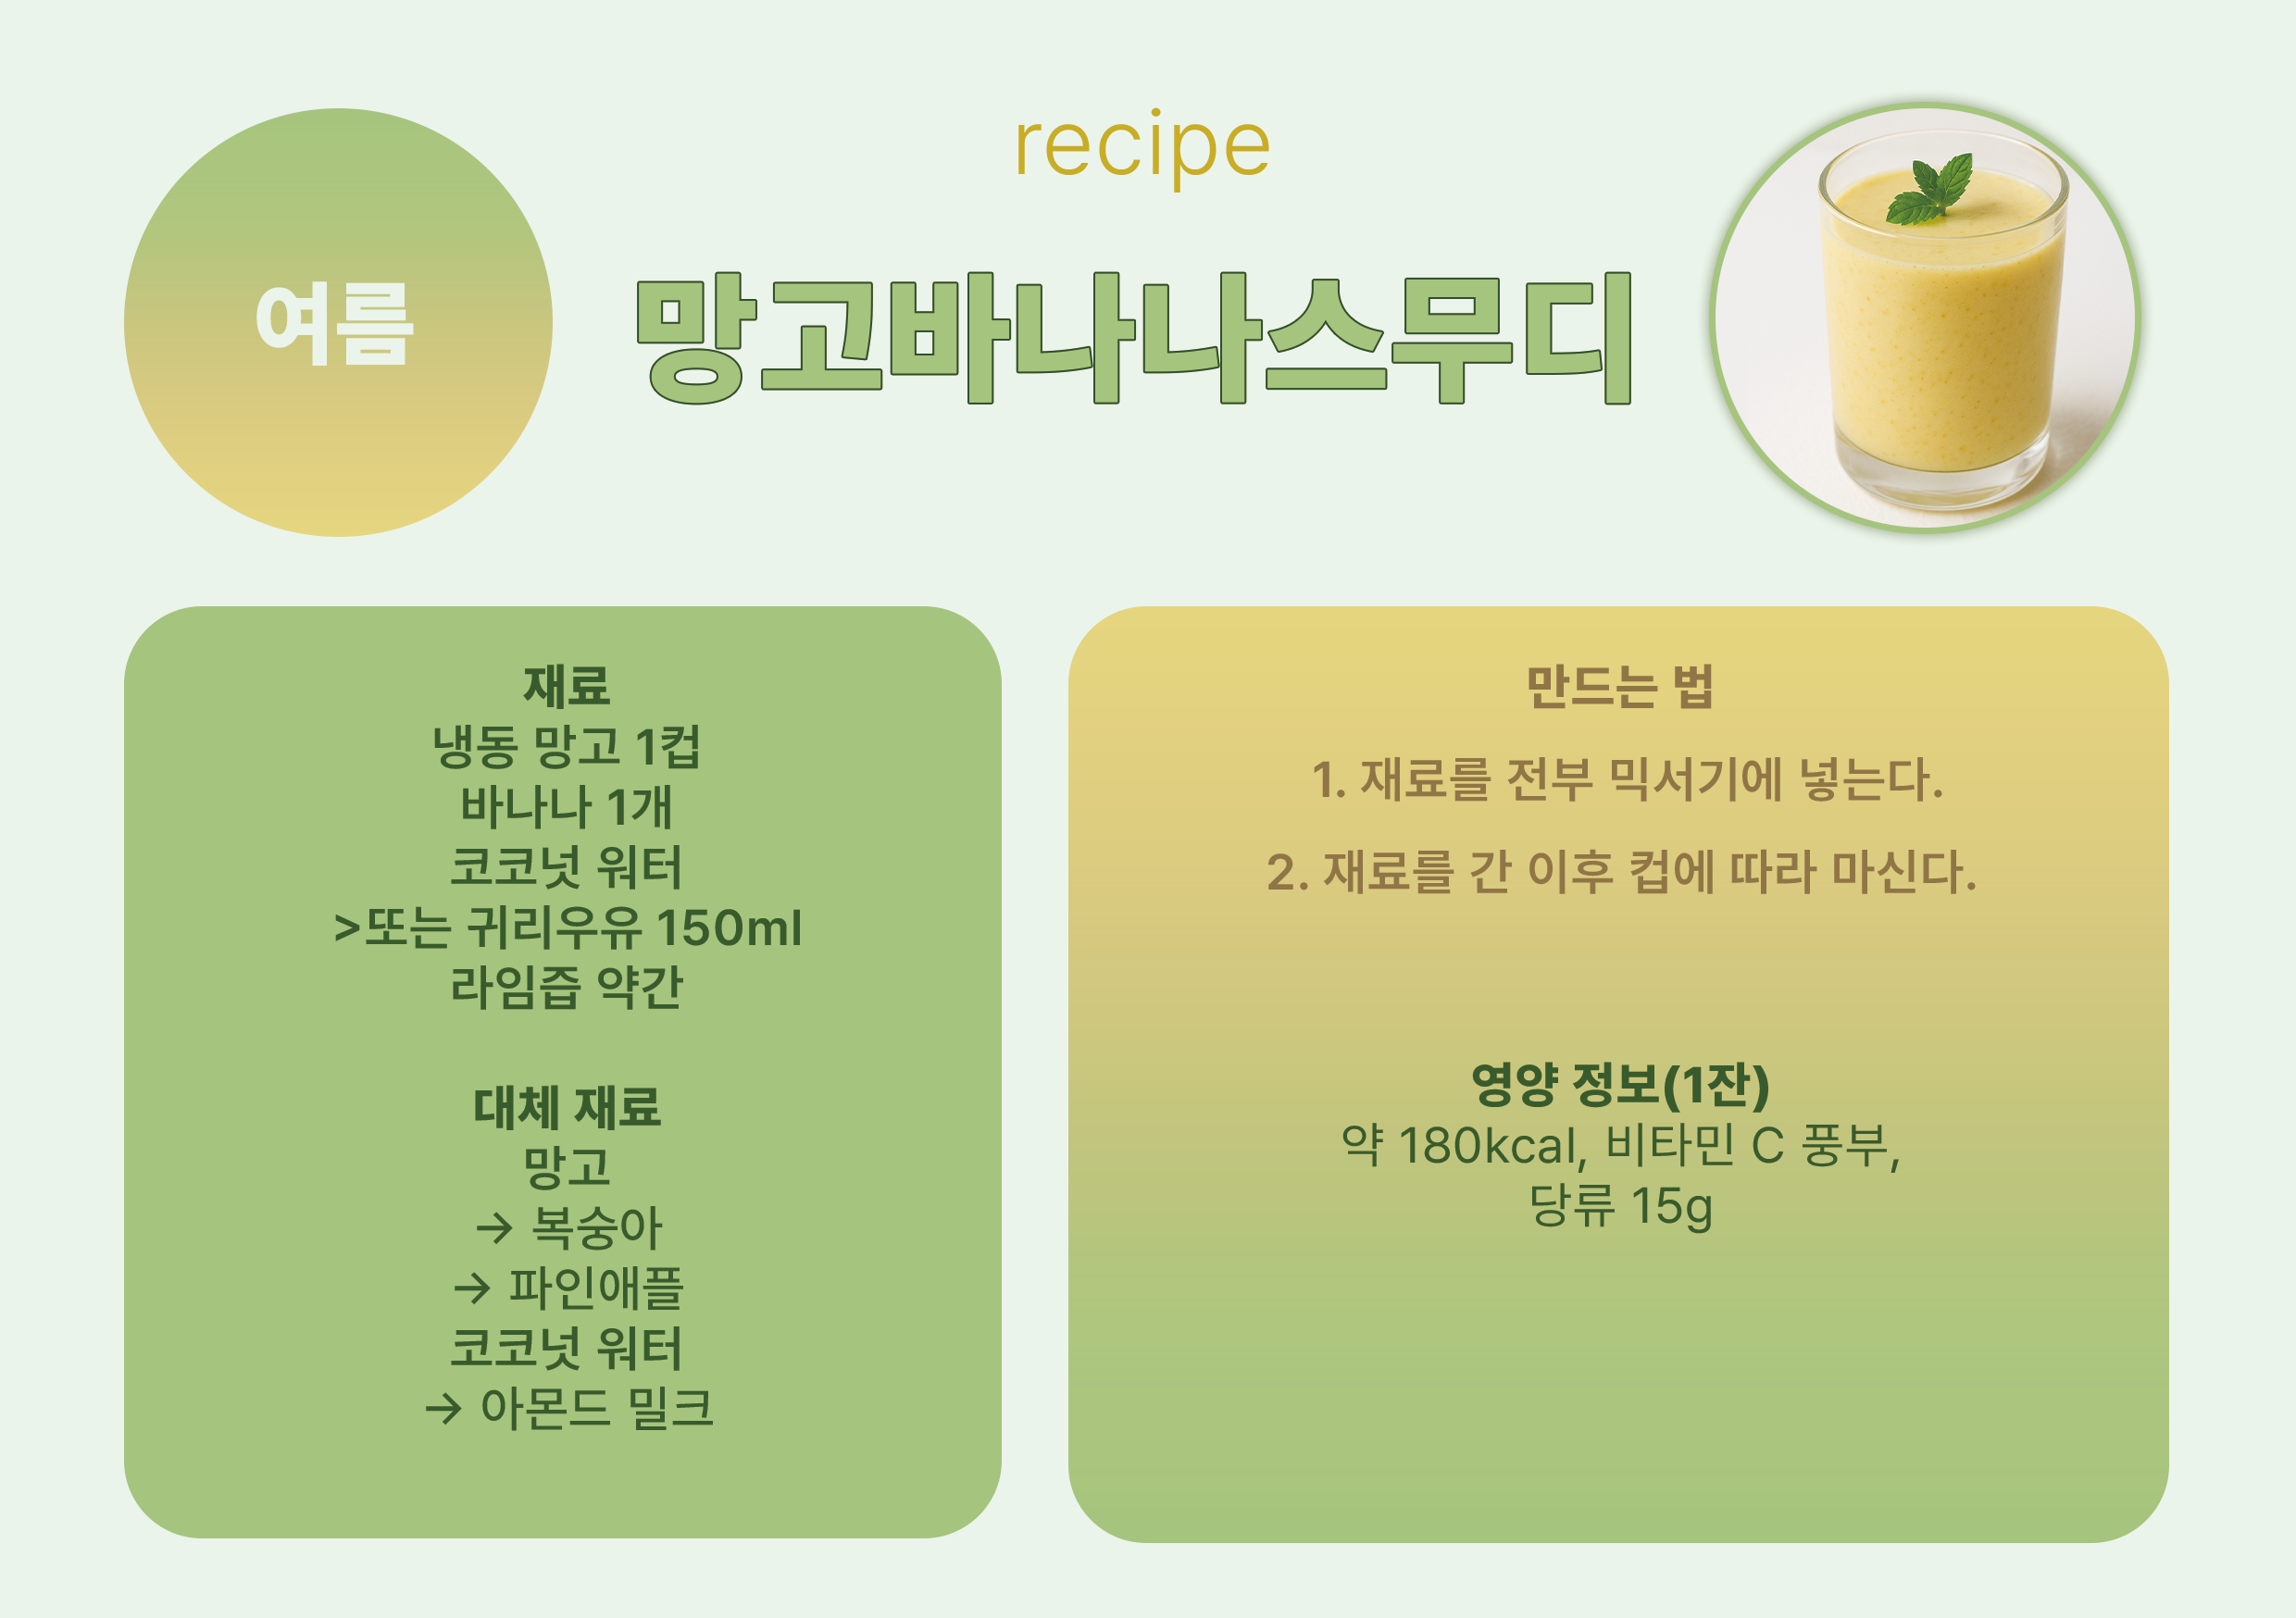 recipe
여름
망고바나나스무디
재료
냉동 망고 1컵
바나나 1개
코코넛 워터
>또는 귀리우유 150ml
라임즙 약간
대체 재료
망고
→ 복숭아
→ 파인애플
코코넛 워터
→ 아몬드 밀크
만드는 법
1. 재료를 전부 믹서기에 넣는다.
2. 재료를 간 이후 컵에 따라 마신다.
영양 정보(1잔)
약 180kcal, 비타민 C 풍부,
당류 15g